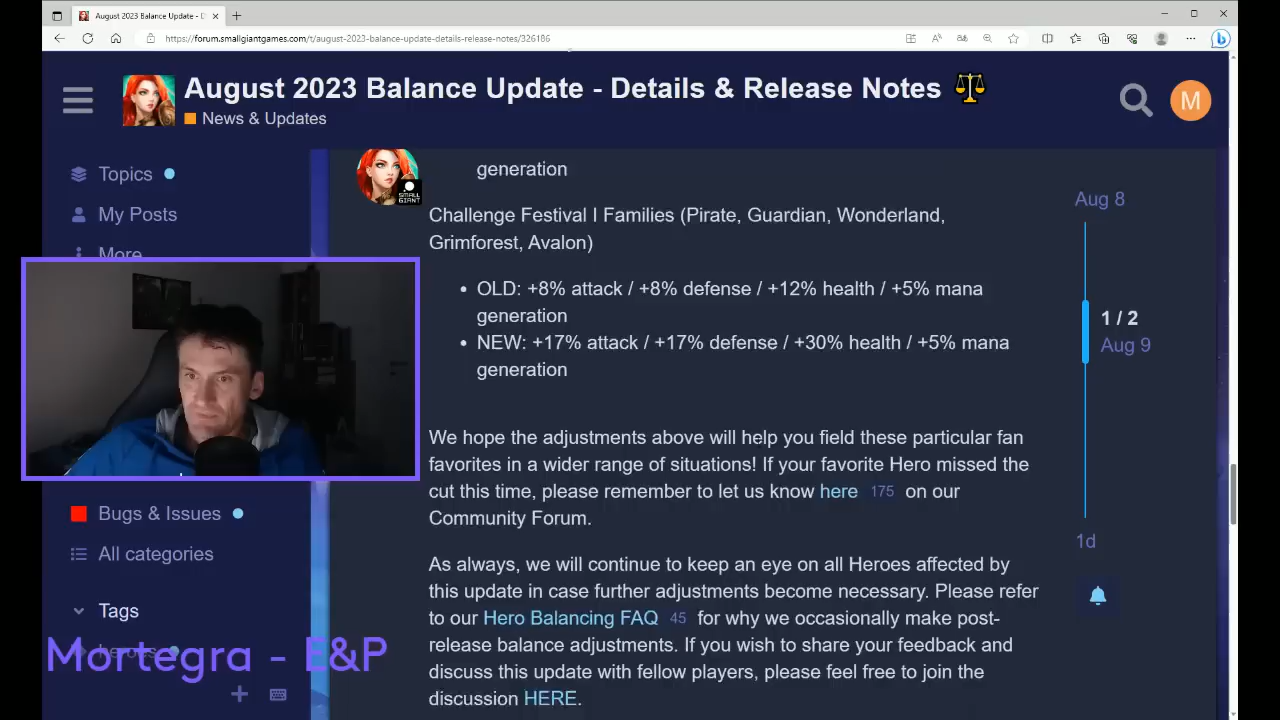 August 2023 Balance Update - D
https://forum.smallgiantgames.com/t/august-2023-balance-update-details-release-notes/326186
August 2023 Balance Update - Details & Release Notes
News & Updates
M
Topics
My Posts
More
Bugs & Issues
All categories
Tags
heroes
Mortegra - E&P
SMALL
GIANT
generation
Challenge Festival I Families (Pirate, Guardian, Wonderland,
Grimforest, Avalon)
OLD: +8% attack / +8% defense / +12% health / +5% mana
generation
NEW: +17% attack / +17% defense / +30% health / +5% mana
generation
We hope the adjustments above will help you field these particular fan
favorites in a wider range of situations! If your favorite Hero missed the
cut this time, please remember to let us know here 175 on our
Community Forum.
As always, we will continue to keep an eye on all Heroes affected by
this update in case further adjustments become necessary. Please refer
to our Hero Balancing FAQ 45 for why we occasionally make post-
release balance adjustments. If you wish to share your feedback and
discuss this update with fellow players, please feel free to join the
discussion HERE.
Aug 8
1 / 2
Aug 9
1d